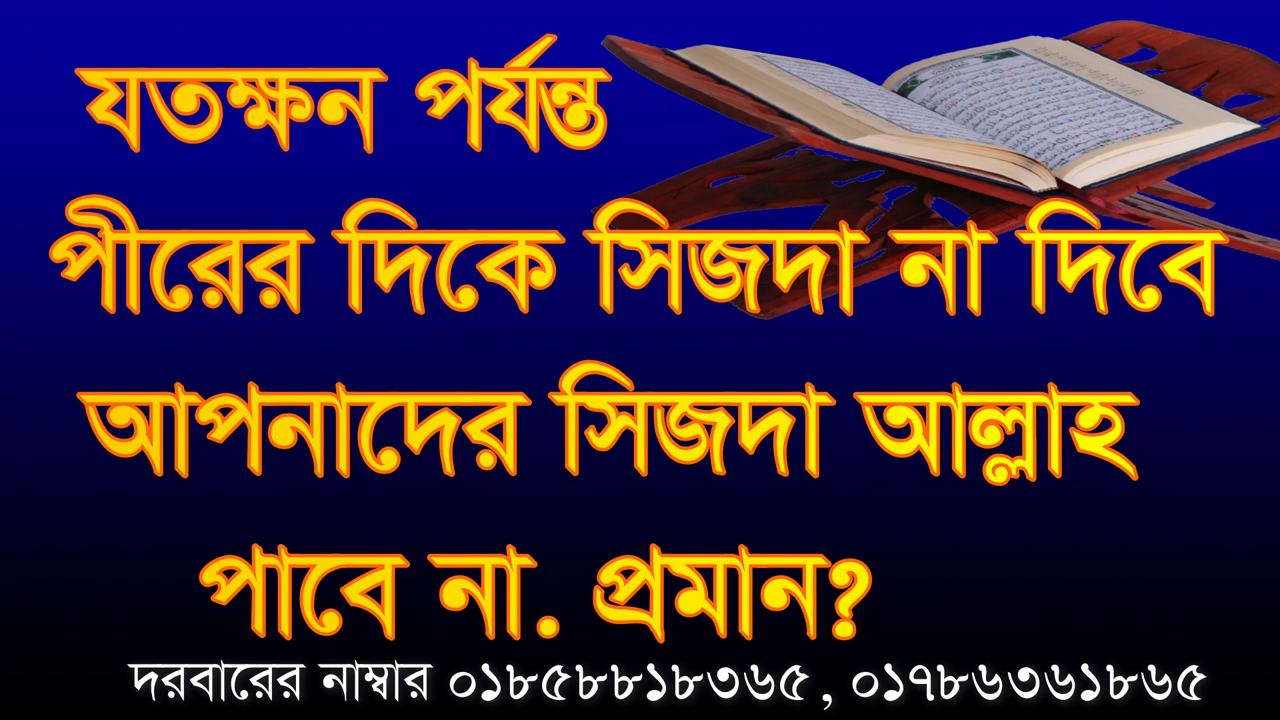 যতক্ষন পর্যন্ত
পীরের দিকে সিজদা না দিবে
আপনাদের সিজদা আল্লাহ
পাবে না. প্রমান?
দরবারের নাম্বার ০১৮৫৮৮১৮৩৬৫, ০১৭৮৬৩৬১৮৬৫